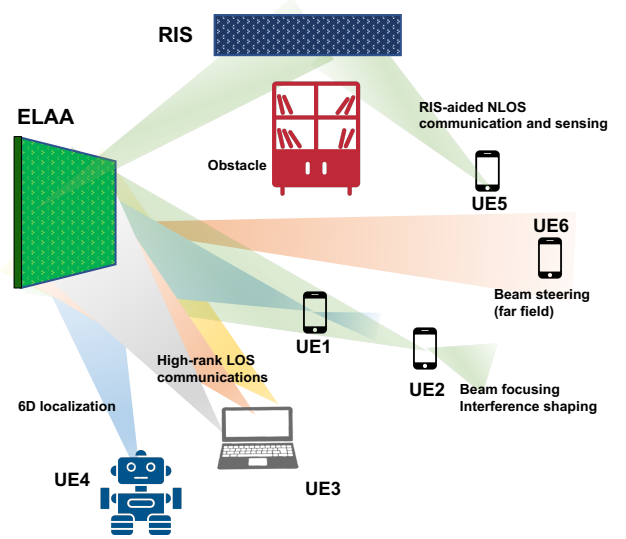 RIS
ELAA
RIS-aided NLOS
communication and sensing
Obstacle
UE5
UE6
Beam steering
(far field)
UE1
High-rank LOS
communications
UE2
Beam focusing
Interference shaping
6D localization
UE4
UE3